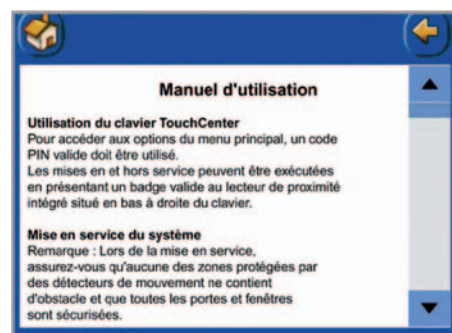 Manuel d'utilisation
Utilisation du clavier TouchCenter
Pour accéder aux options du menu principal, un code
PIN valide doit être utilisé.
Les mises en et hors service peuvent être exécutées
en présentant un badge valide au lecteur de proximité
intégré situé en bas à droite du clavier.
Mise en service du système
Remarque : Lors de la mise en service,
assurez-vous qu'aucune des zones protégées par
des détecteurs de mouvement ne contient
d'obstacle et que toutes les portes et fenêtres
sont sécurisées.